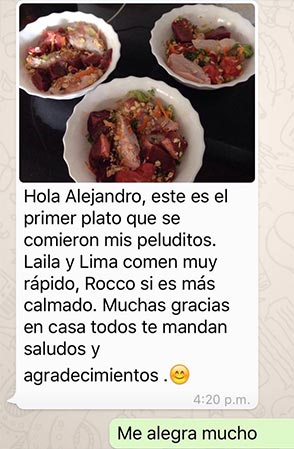 Hola Alejandro, este es el
primer plato que se
comieron mis peluditos.
Laila y Lima comen muy
rápido, Rocco si es más
calmado. Muchas gracias
en casa todos te mandan
saludos y
agradecimientos .😊
4:20 p.m.
Me alegra mucho